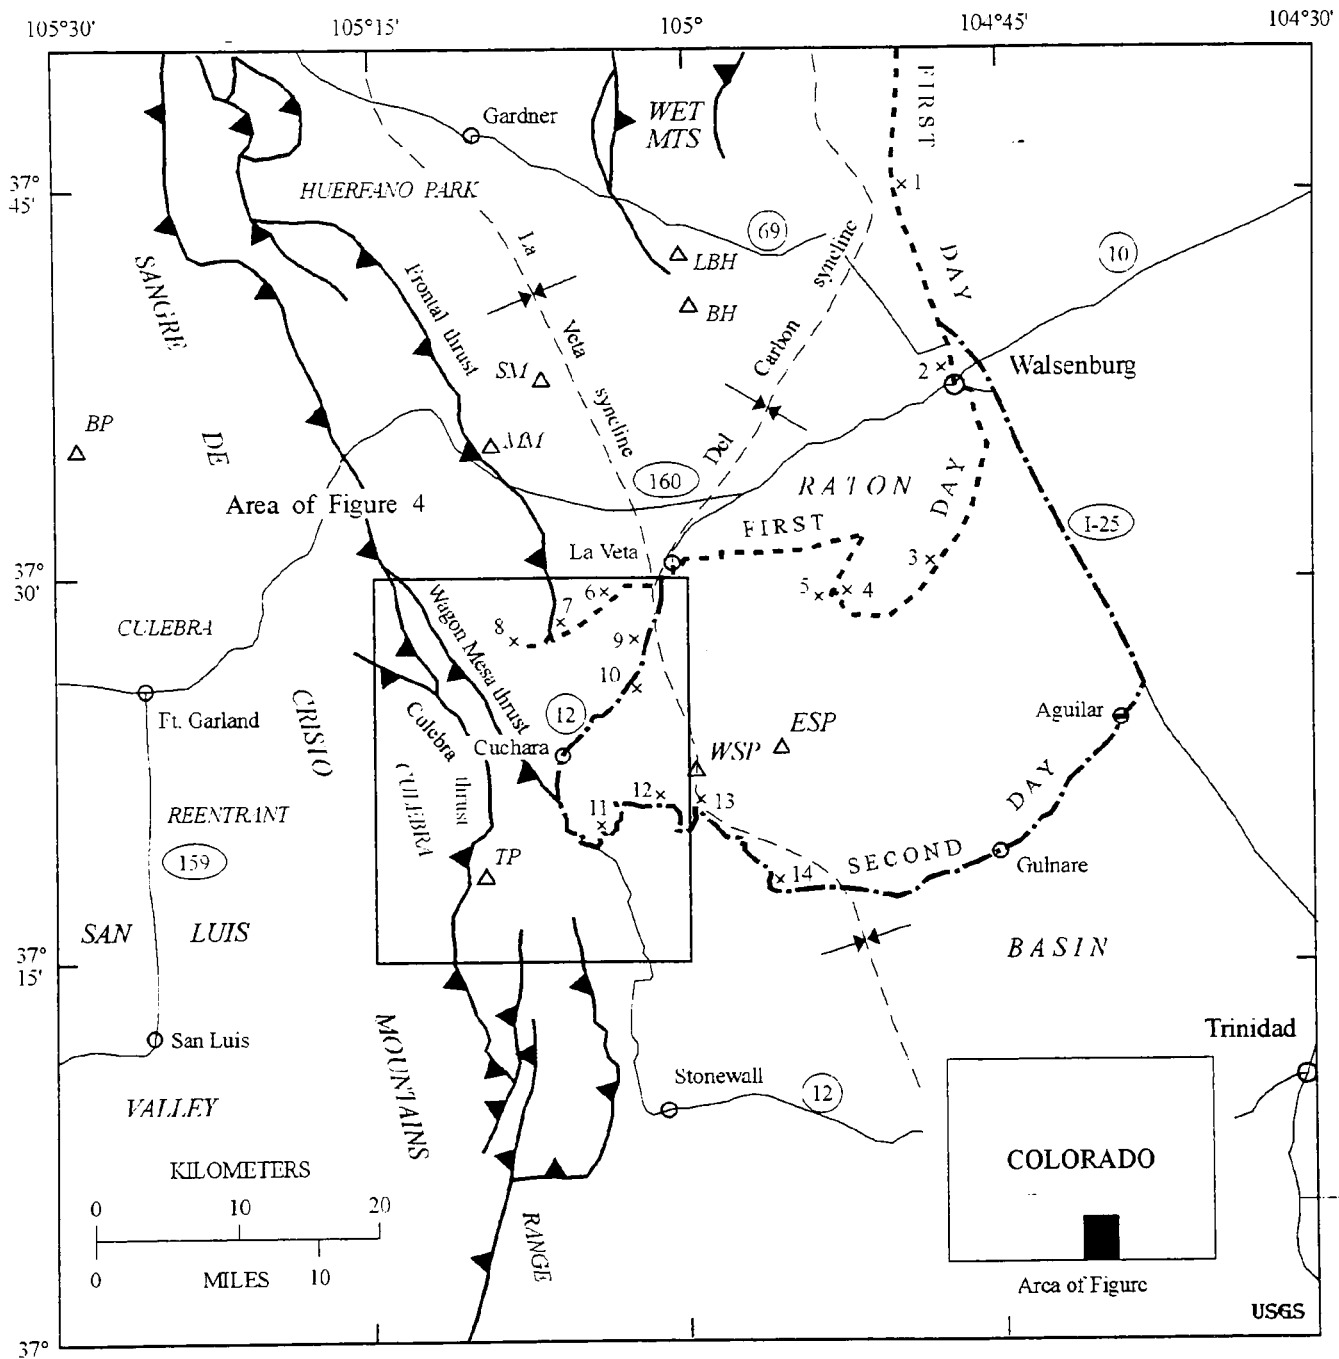 105°30'
105°15'
105°
104°45'
104°30'
37°
45'
37°
30'
37°
15'
37°
Gardner
WET
MTS
FIRST
DAY
1
HUERFANO PARK
69
10
La
Veta
syncline
LBH
BH
Del
Carbon
syncline
SANGRE
DE
CRISTO
MOUNTAINS
Frontal thrust
SM
MM
BP
2
Walsenburg
Area of Figure 4
160
RATON
FIRST
DAY
I-25
La Veta
3
4
5
6
7
8
9
10
CULEBRA
Wagon Mesa thrust
Ft. Garland
12
Cuchara
Culebra
thrust
CULEBRA
WSP
ESP
Aguilar
REENTRANT
159
11
12
13
14
SECOND
DAY
Gulnare
TP
SAN LUIS
BASIN
San Luis
VALLEY
Stonewall
12
Trinidad
KILOMETERS
0 10 20
0 MILES 10
RANGE
COLORADO
Area of Figure
USGS